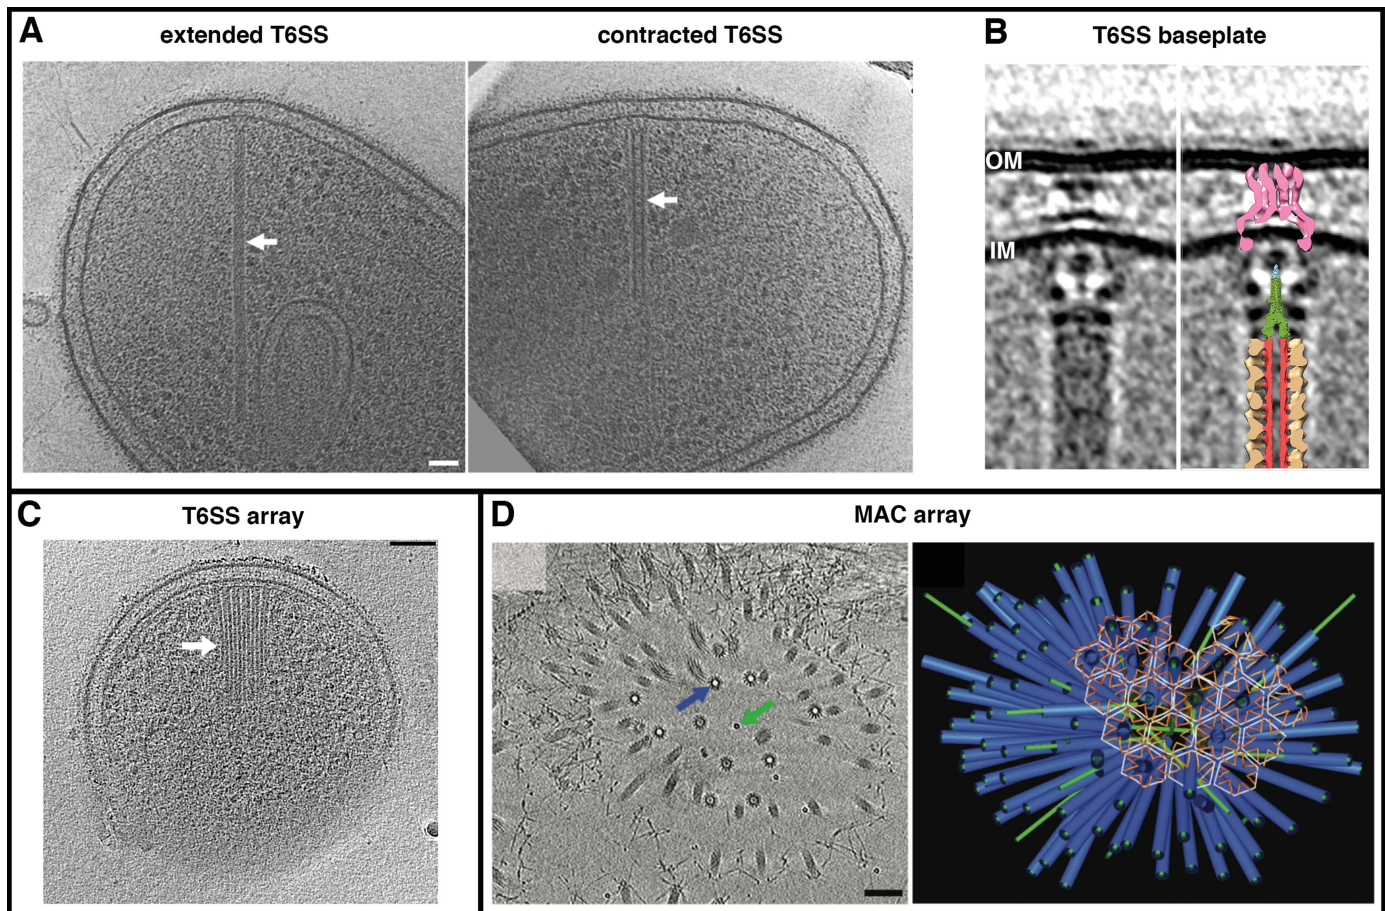 A
extended T6SS
contracted T6SS
B
T6SS baseplate
OM
IM
C
T6SS array
D
MAC array